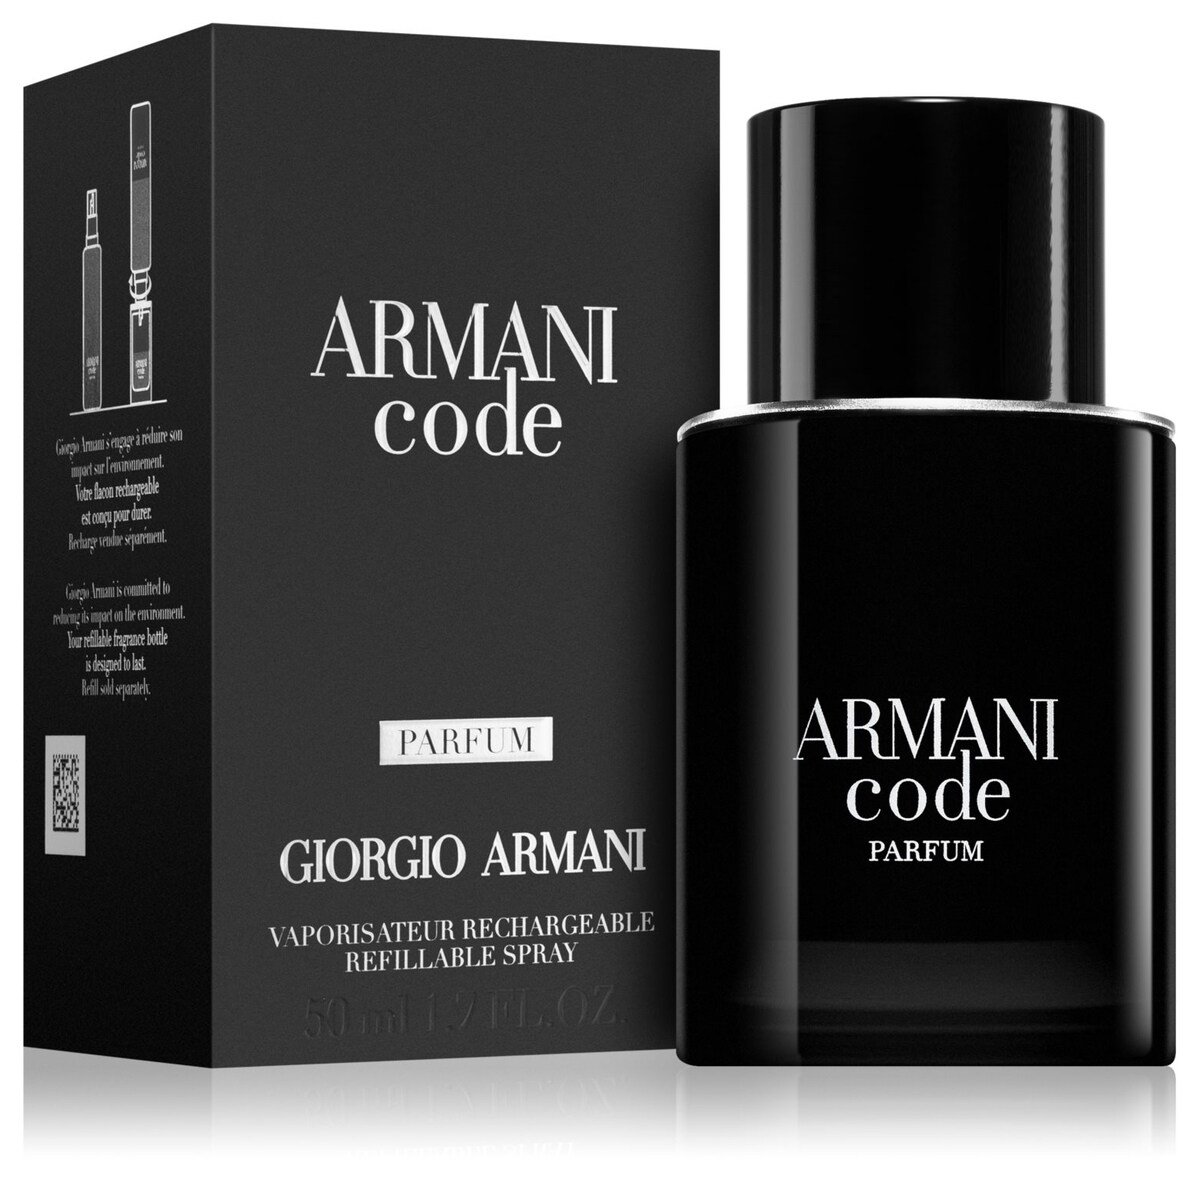 Giorgio Armani s'engage à réduire son
impact sur l'environnement.
Votre flacon rechargeable
est conçu pour durer.
Recharge vendue séparément.
Giorgio Armani is committed to
reducing its impact on the environment.
Your refillable fragrance bottle
is designed to last.
Refill sold separately.
ARMANI
code
PARFUM
GIORGIO ARMANI
VAPORISATEUR RECHARGEABLE
REFILLABLE SPRAY
50 ml 1.7 FL.OZ.
ARMANI
code
PARFUM